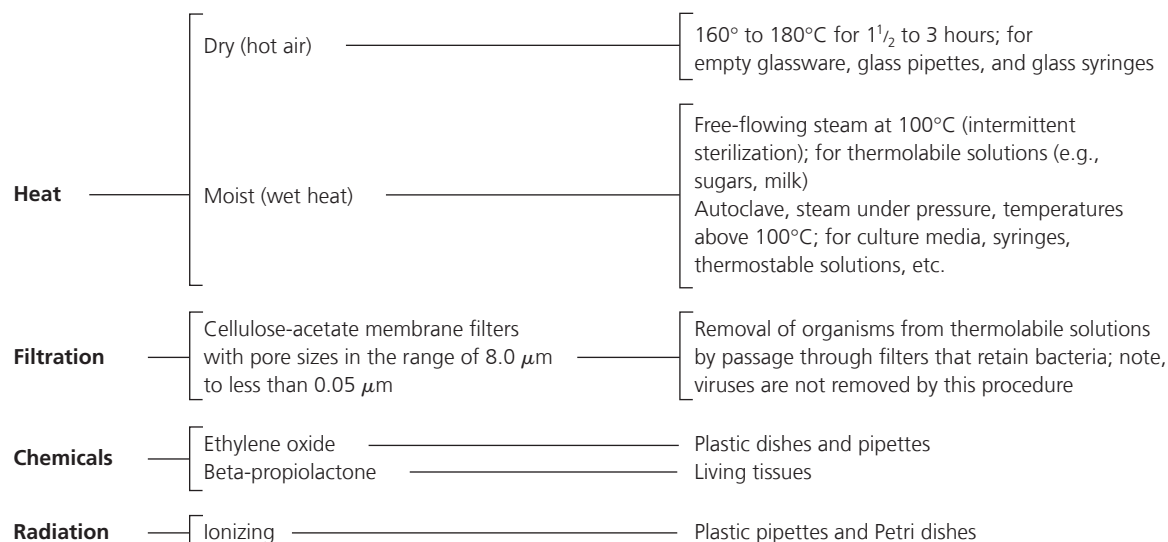 Heat
Dry (hot air)
160° to 180°C for 1 1/2 to 3 hours; for
empty glassware, glass pipettes, and glass syringes
Moist (wet heat)
Free-flowing steam at 100°C (intermittent
sterilization); for thermolabile solutions (e.g.,
sugars, milk)
Autoclave, steam under pressure, temperatures
above 100°C; for culture media, syringes,
thermostable solutions, etc.
Filtration
Cellulose-acetate membrane filters
with pore sizes in the range of 8.0 μm
to less than 0.05 μm
Removal of organisms from thermolabile solutions
by passage through filters that retain bacteria; note,
viruses are not removed by this procedure
Chemicals
Ethylene oxide
Plastic dishes and pipettes
Beta-propiolactone
Living tissues
Radiation
Ionizing
Plastic pipettes and Petri dishes